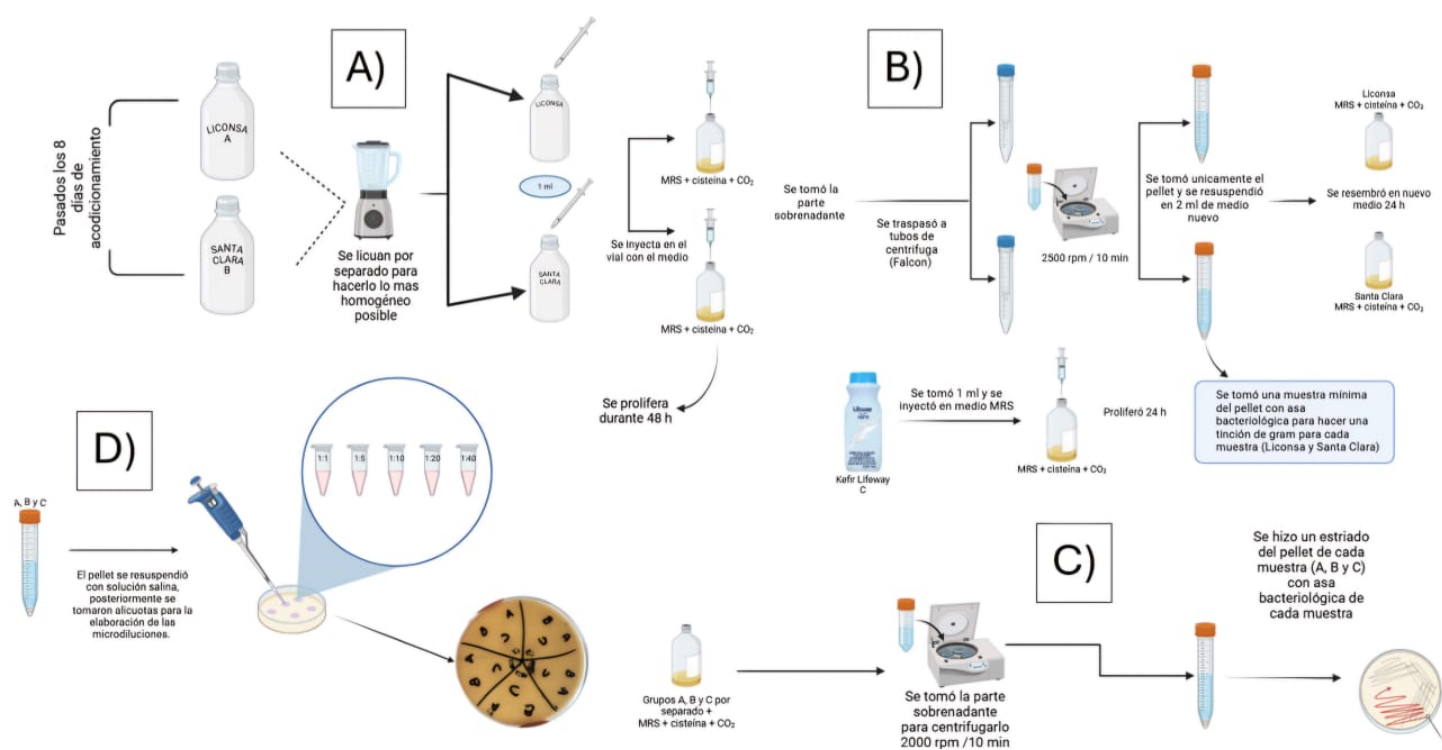 A)
Pasados los 8
días de
acodicionamiento
LICONSA
A
SANTA
CLARA
B
Se licuan por
separado para
hacerlo lo mas
homogéneo
posible
LICONSA
1 ml
SANTA
CLARA
MRS + cisteína + CO₂
Se inyecta en el
vial con el medio
MRS + cisteína + CO₂
Se prolifera
durante 48 h
B)
Se tomó la
parte
sobrenadante
Se traspasó a
tubos de
centrifuga
(Falcon)
2500 rpm / 10 min
Se tomó unicamente el
pellet y se resuspendió
en 2 ml de medio
nuevo
Liconsa
MRS + cisteína + CO₂
Se resembró en nuevo
medio 24 h
Santa Clara
MRS + cisteína + CO₂
Se tomó una muestra mínima
del pellet con asa
bacteriológica para hacer una
tinción de gram para cada
muestra (Liconsa y Santa Clara)
Lifeway
Kefir Lifeway
C
Se tomó 1 ml y se
inyectó en medio MRS
MRS + cisteína + CO₂
Proliferó 24 h
C)
Grupos A, B y C por
separado +
MRS + cisteína + CO₂
Se tomó la parte
sobrenadante
para centrifugarlo
2000 rpm /10 min
Se hizo un estriado
del pellet de cada
muestra (A, B y C)
con asa
bacteriológica de
cada muestra
D)
A, B y C
El pellet se resuspendió
con solución salina,
posteriormente se
tomaron alicuotas para la
elaboración de las
microdiluciones.
1:1 1:5 1:10 1:20 1:40